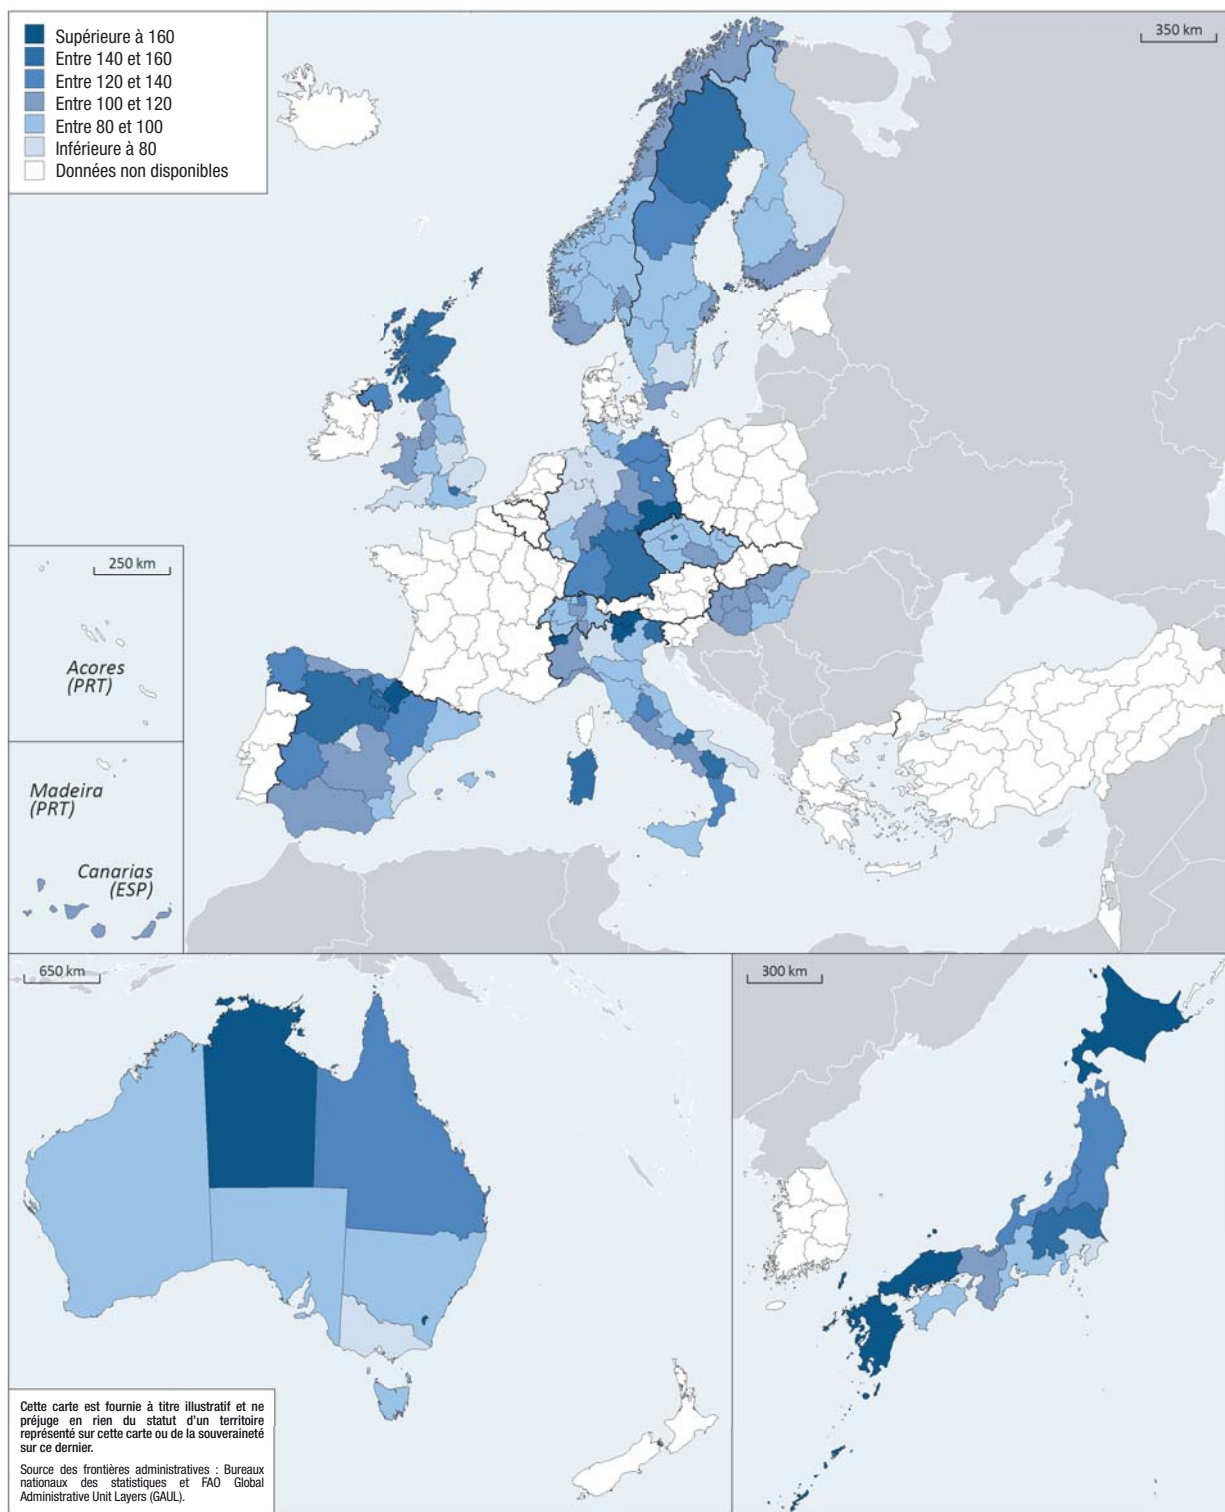 Supérieure à 160
Entre 140 et 160
Entre 120 et 140
Entre 100 et 120
Entre 80 et 100
Inférieure à 80
Données non disponibles
350 km
250 km
Acores
(PRT)
Madeira
(PRT)
Canarias
(ESP)
650 km
300 km
Cette carte est fournie à titre illustratif et ne
préjuge en rien du statut d'un territoire
représenté sur cette carte ou de la souveraineté
sur ce dernier.
Source des frontières administratives : Bureaux
nationaux des statistiques et FAO Global
Administrative Unit Layers (GAUL).